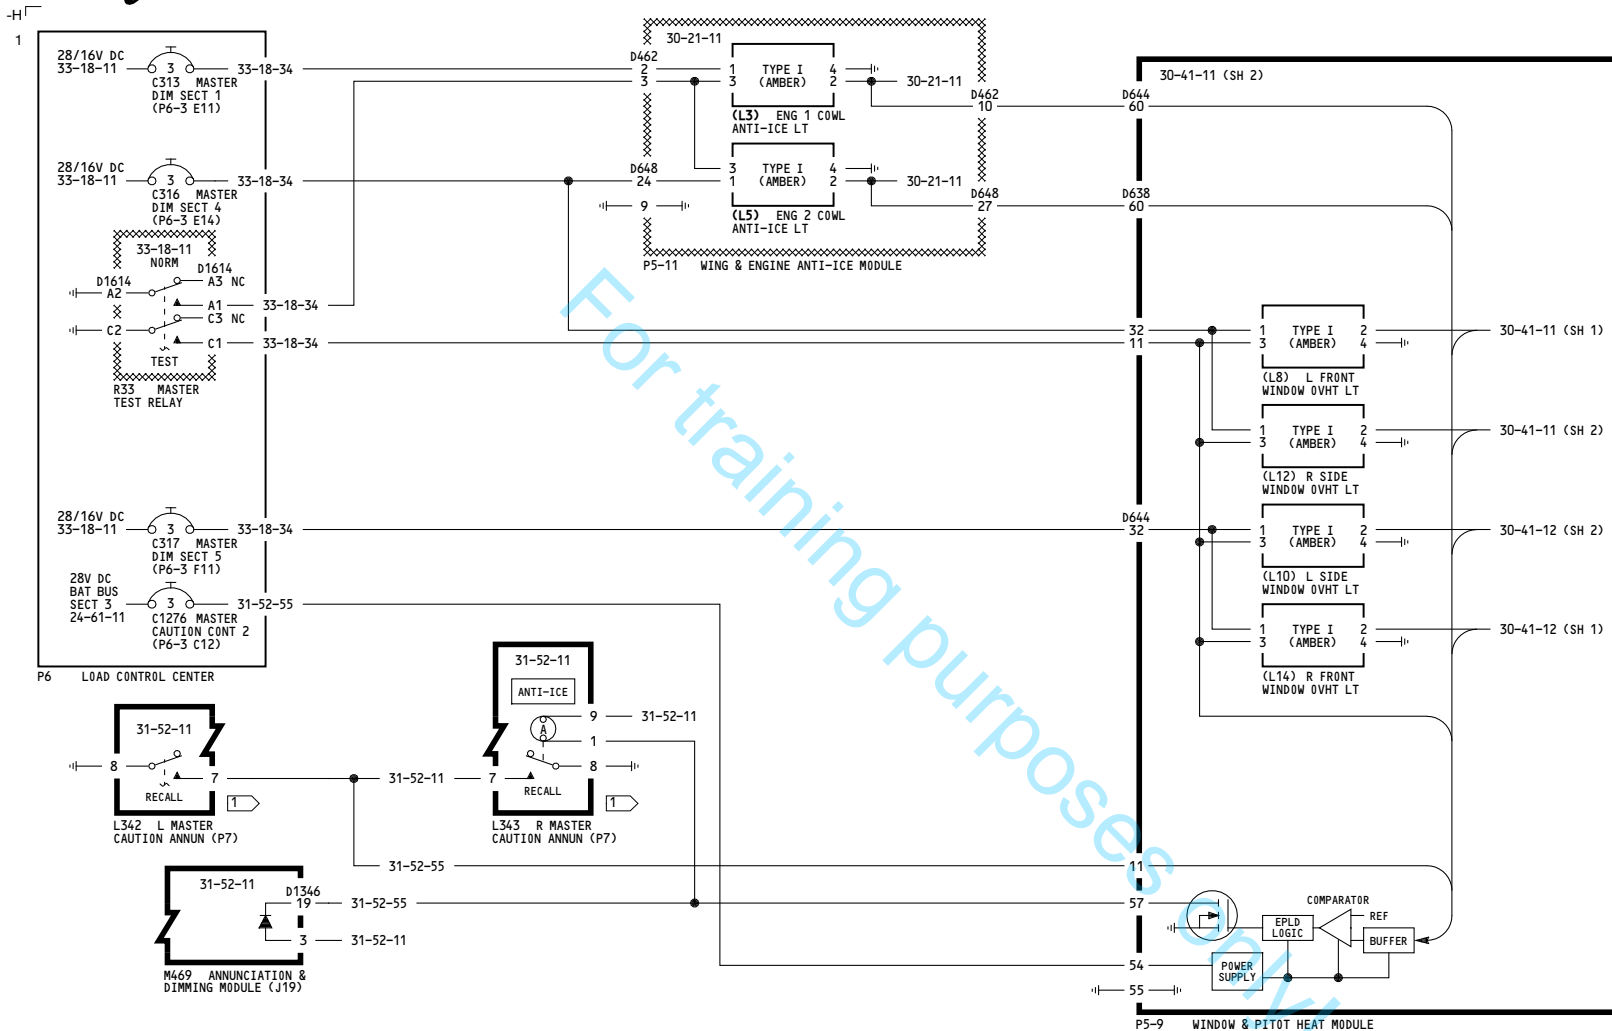 -H
1
28/16V DC
33-18-11
3
33-18-34
C313 MASTER
DIM SECT 1
(P6-3 E11)
28/16V DC
33-18-11
3
33-18-34
C316 MASTER
DIM SECT 4
(P6-3 E14)
33-18-11
NORM
D1614
D1614
A3 NC
A2
A1
33-18-34
C3 NC
C2
C1
33-18-34
TEST
R33 MASTER
TEST RELAY
28/16V DC
33-18-11
3
33-18-34
C317 MASTER
DIM SECT 5
(P6-3 F11)
28V DC
BAT BUS
SECT 3
24-61-11
3
31-52-55
C1276 MASTER
CAUTION CONT 2
(P6-3 C12)
P6 LOAD CONTROL CENTER
30-21-11
D462
2
3
1
3
TYPE I
(AMBER)
4
2
30-21-11
D462
10
(L3) ENG 1 COWL
ANTI-ICE LT
D648
24
9
3
1
TYPE I
(AMBER)
4
2
30-21-11
D648
27
(L5) ENG 2 COWL
ANTI-ICE LT
P5-11 WING & ENGINE ANTI-ICE MODULE
30-41-11 (SH 2)
D644
60
D638
60
32
11
1
3
TYPE I
(AMBER)
2
4
30-41-11 (SH 1)
(L8) L FRONT
WINDOW OVHT LT
1
3
TYPE I
(AMBER)
2
4
30-41-11 (SH 2)
(L12) R SIDE
WINDOW OVHT LT
D644
32
1
3
TYPE I
(AMBER)
2
4
30-41-12 (SH 2)
(L10) L SIDE
WINDOW OVHT LT
1
3
TYPE I
(AMBER)
2
4
30-41-12 (SH 1)
(L14) R FRONT
WINDOW OVHT LT
31-52-11
8
7
RECALL
1
L342 L MASTER
CAUTION ANNUN (P7)
31-52-11
31-52-11
ANTI-ICE
A
9
31-52-11
1
7
8
RECALL
1
L343 R MASTER
CAUTION ANNUN (P7)
31-52-55
11
31-52-11
D1346
19
31-52-55
3
31-52-11
M469 ANNUNCIATION &
DIMMING MODULE (J19)
57
54
55
COMPARATOR
REF
EPLD
LOGIC
BUFFER
POWER
SUPPLY
P5-9 WINDOW & PITOT HEAT MODULE
For training purposes only!